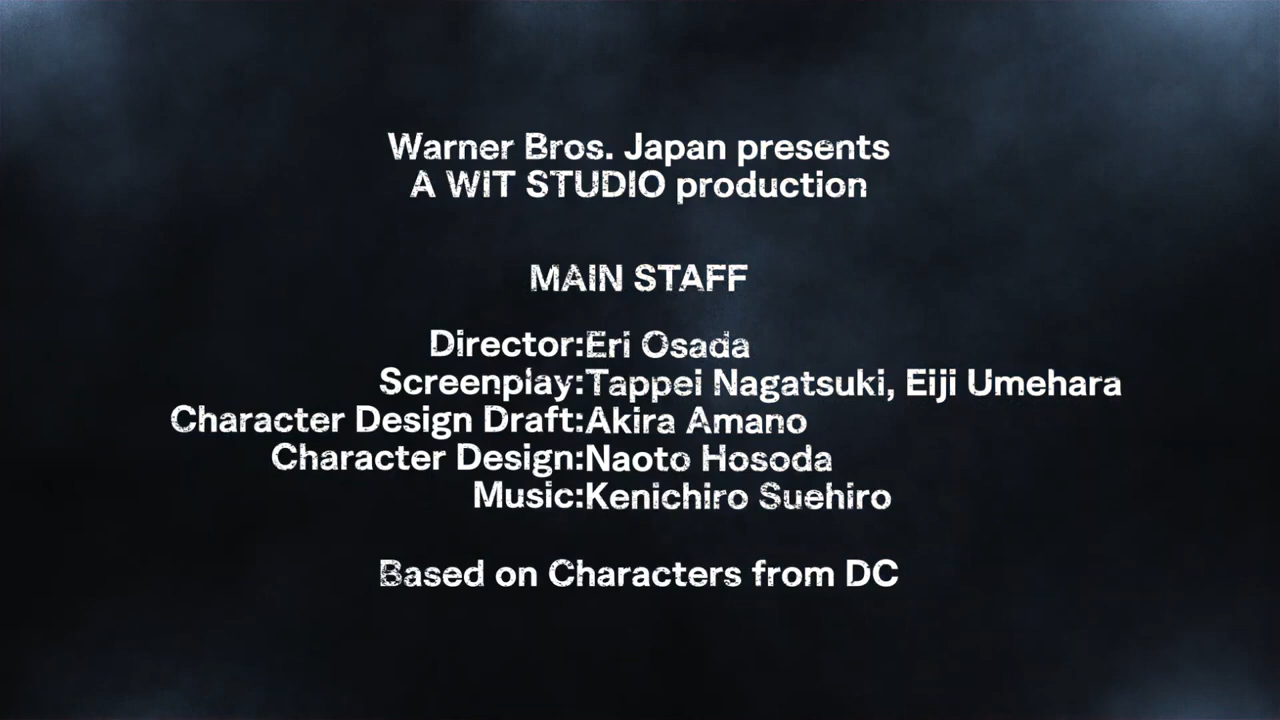 Warner Bros. Japan presents
A WIT STUDIO production
MAIN STAFF
Director:Eri Osada
Screenplay:Tappei Nagatsuki, Eiji Umehara
Character Design Draft:Akira Amano
Character Design:Naoto Hosoda
Music:Kenichiro Suehiro
Based on Characters from DC